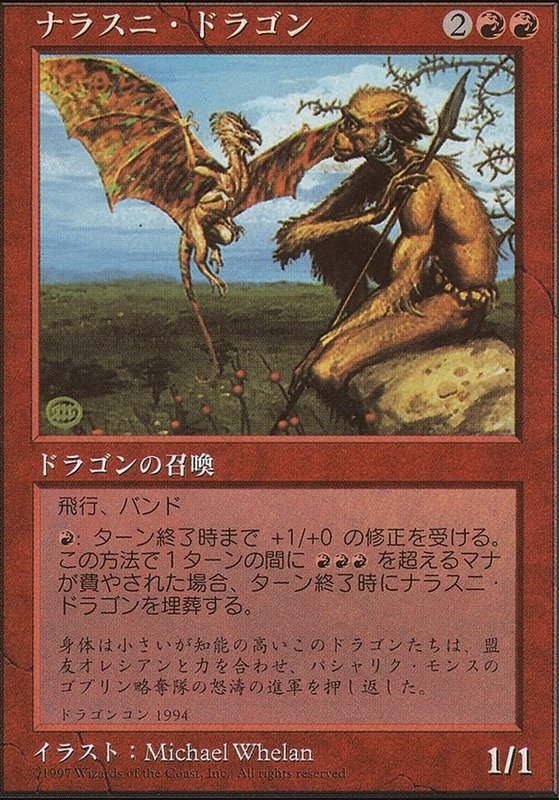 ナラスニ・ドラゴン 2
ドラゴンの召喚
飛行、バンド
: ターン終了時まで +1/+0 の修正を受ける。
この方法で1ターンの間に を超えるマナ
が費やされた場合、ターン終了時にナラスニ・
ドラゴンを埋葬する。
身体は小さいが知能の高いこのドラゴンたちは、盟
友オレシアンと力を合わせ、パシャリク・モンスの
ゴブリン略奪隊の怒濤の進軍を押し返した。
ドラゴンコン 1994
イラスト：Michael Whelan
1/1
©1997 Wizards of the Coast, Inc. All rights reserved.